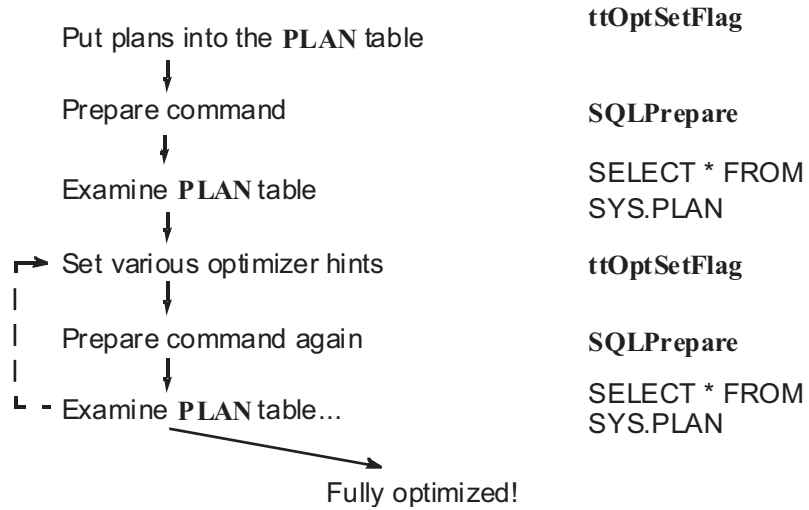 Put plans into the PLAN table
ttOptSetFlag
Prepare command
SQLPrepare
Examine PLAN table
SELECT * FROM
SYS.PLAN
Set various optimizer hints
ttOptSetFlag
Prepare command again
SQLPrepare
Examine PLAN table...
SELECT * FROM
SYS.PLAN
Fully optimized!